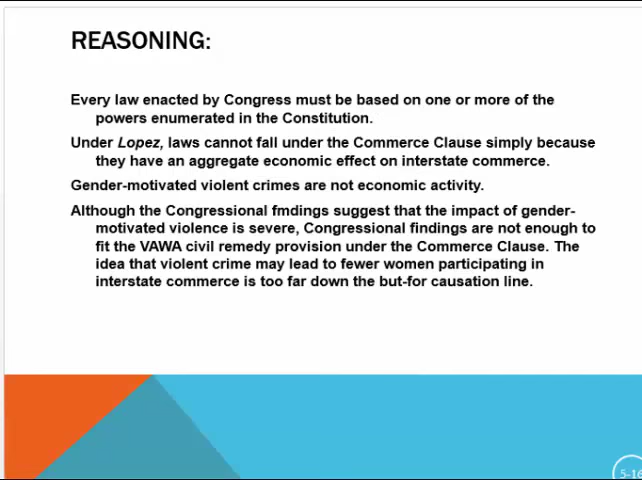 REASONING:
Every law enacted by Congress must be based on one or more of the
powers enumerated in the Constitution.
Under Lopez, laws cannot fall under the Commerce Clause simply because
they have an aggregate economic effect on interstate commerce.
Gender-motivated violent crimes are not economic activity.
Although the Congressional fmdings suggest that the impact of gender-
motivated violence is severe, Congressional findings are not enough to
fit the VAWA civil remedy provision under the Commerce Clause. The
idea that violent crime may lead to fewer women participating in
interstate commerce is too far down the but-for causation line.
5-16